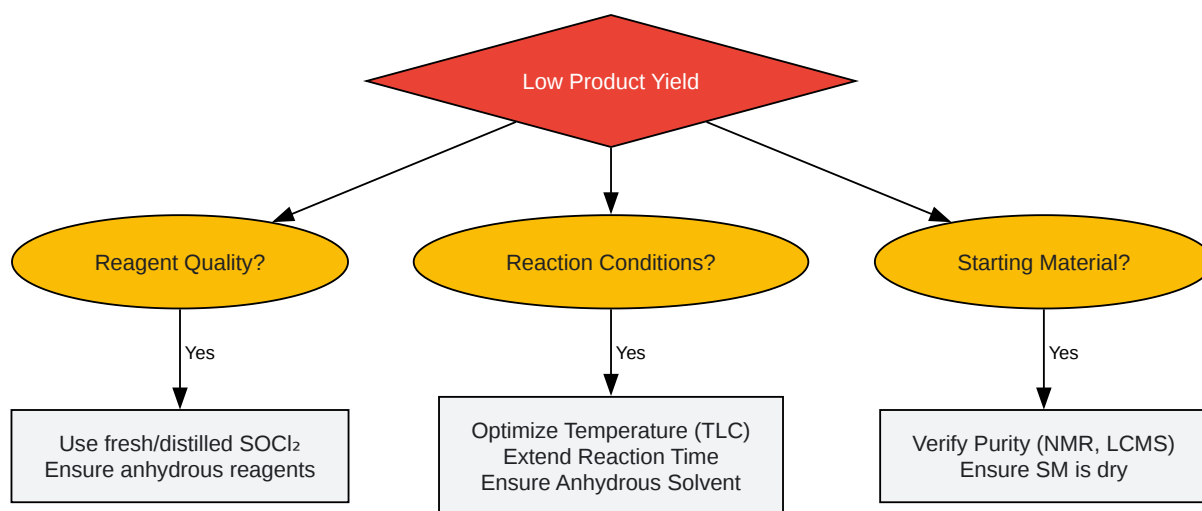 Low Product Yield
Reagent Quality?
Reaction Conditions?
Starting Material?
Yes
Yes
Yes
Use fresh/distilled SOCl₂
Ensure anhydrous reagents
Optimize Temperature (TLC)
Extend Reaction Time
Ensure Anhydrous Solvent
Verify Purity (NMR, LCMS)
Ensure SM is dry